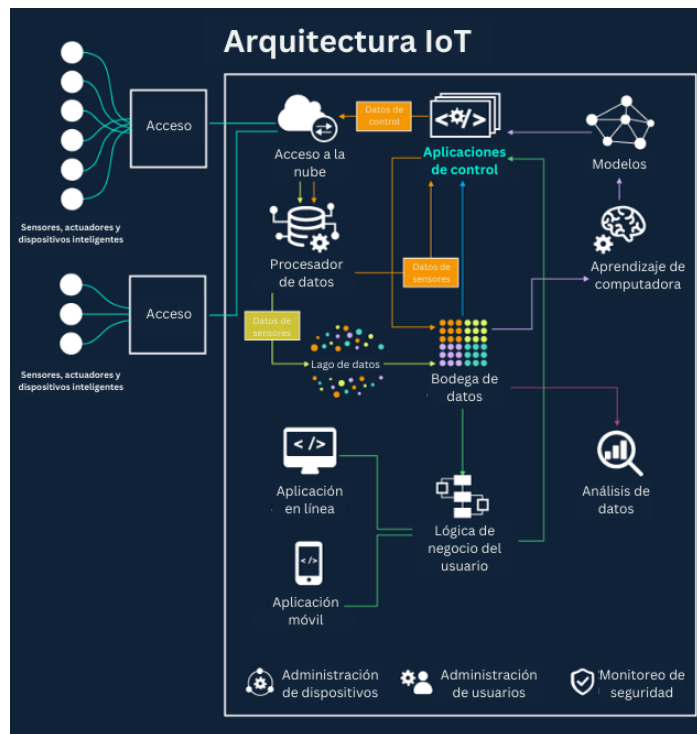 Arquitectura IoT
Acceso
Sensores, actuadores y
dispositivos inteligentes
Acceso
Sensores, actuadores y
dispositivos inteligentes
Acceso a la
nube
Datos de
control
Aplicaciones
de control
Modelos
Procesador
de datos
Datos de
sensores
Aprendizaje de
computadora
Datos de
sensores
Lago de datos
Bodega de
datos
</>
Aplicación
en línea
Lógica de
negocio del
usuario
Análisis de
datos
</>
Aplicación
móvil
Administración
de dispositivos
Administración
de usuarios
Monitoreo de
seguridad